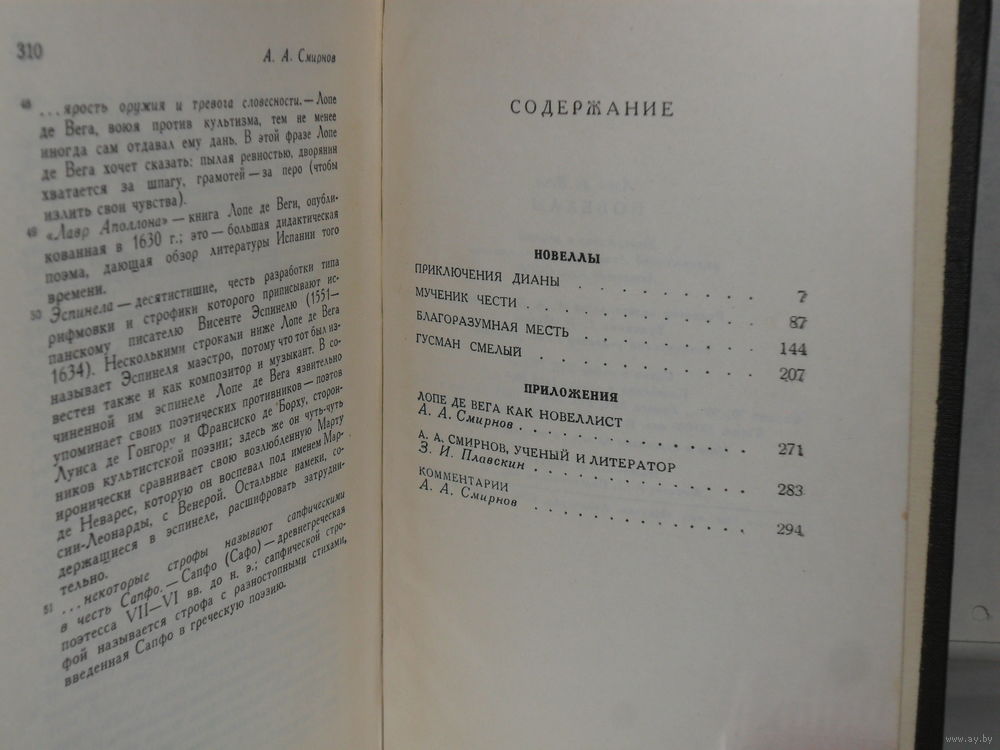 310
А. А. Смирнов
48 ...ярость оружия и тревога словесности. — Лопе
де Вега, воюя против культизма, тем не менее
иногда сам отдавал ему дань. В этой фразе Лопе
де Вега хочет сказать: пылая ревностью, дворянин
хватается за шпагу, грамотей — за перо (чтобы
излить свои чувства).
49 «Лавр Аполлона» — книга Лопе де Веги, опубли-
кованная в 1630 г.; это — большая дидактическая
поэма, дающая обзор литературы Испании того
времени.
50 Эспинела — десятистишие, честь разработки типа
рифмовки и строфики которого приписывают ис-
панскому писателю Висенте Эспинелю (1551—
1634). Несколькими строками ниже Лопе де Вега
называет Эспинеля маэстро, потому что тот был из-
вестен также и как композитор и музыкант. В со-
чиненной им эспинеле Лопе де Вега язвительно
упоминает своих поэтических противников — поэтов
Луиса де Гонгору и Франсиско де Борху, сторон-
ников культистской поэзии; здесь же он чуть-чуть
иронически сравнивает свою возлюбленную Марту
де Неварес, которую он воспевал под именем Мар-
сии-Леонарды, с Венерой. Остальные намеки, со-
держащиеся в эспинеле, расшифровать затрудни-
тельно.
51 ...некоторые строфы называют сапфическими
в честь Сапфо. — Сапфо (Сафо) — древнегреческая
поэтесса VII—VI вв. до н. э.; сапфической стро-
фой называется строфа с разностопными стихами,
введенная Сапфо в греческую поэзию.
СОДЕРЖАНИЕ
НОВЕЛЛЫ
ПРИКЛЮЧЕНИЯ ДИАНЫ . . . . . . . . . 7
МУЧЕНИК ЧЕСТИ . . . . . . . . . . . 87
БЛАГОРАЗУМНАЯ МЕСТЬ . . . . . . . . 144
ГУСМАН СМЕЛЫЙ . . . . . . . . . . . 207
ПРИЛОЖЕНИЯ
ЛОПЕ ДЕ ВЕГА КАК НОВЕЛЛИСТ
А. А. Смирнов . . . . . . . . . . . 271
А. А. СМИРНОВ, УЧЕНЫЙ И ЛИТЕРАТОР
З. И. Плавскин . . . . . . . . . . . 283
КОММЕНТАРИИ
А. А. Смирнов . . . . . . . . . . . 294
www.ay.by